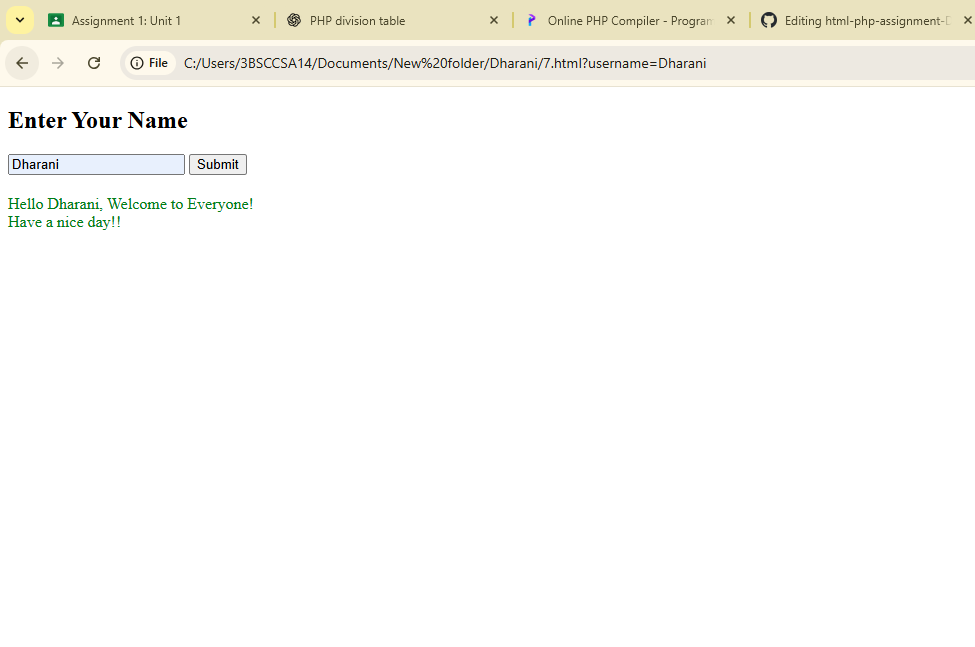 Assignment 1: Unit 1
PHP division table
Online PHP Compiler - Program
Editing html-php-assignment-D
File
C:/Users/3BSCCSA14/Documents/New%20folder/Dharani/7.html?username=Dharani
Enter Your Name
Dharani Submit
Hello Dharani, Welcome to Everyone!
Have a nice day!!